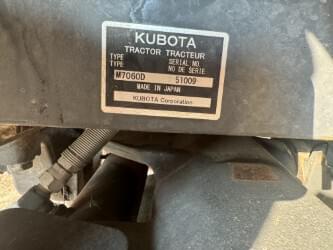 KUBOTA
TRACTOR TRACTEUR
TYPE SERIAL NO.
TYPE NO DE SERIE
M7060D 51009
MADE IN JAPAN
KUBOTA Corporation